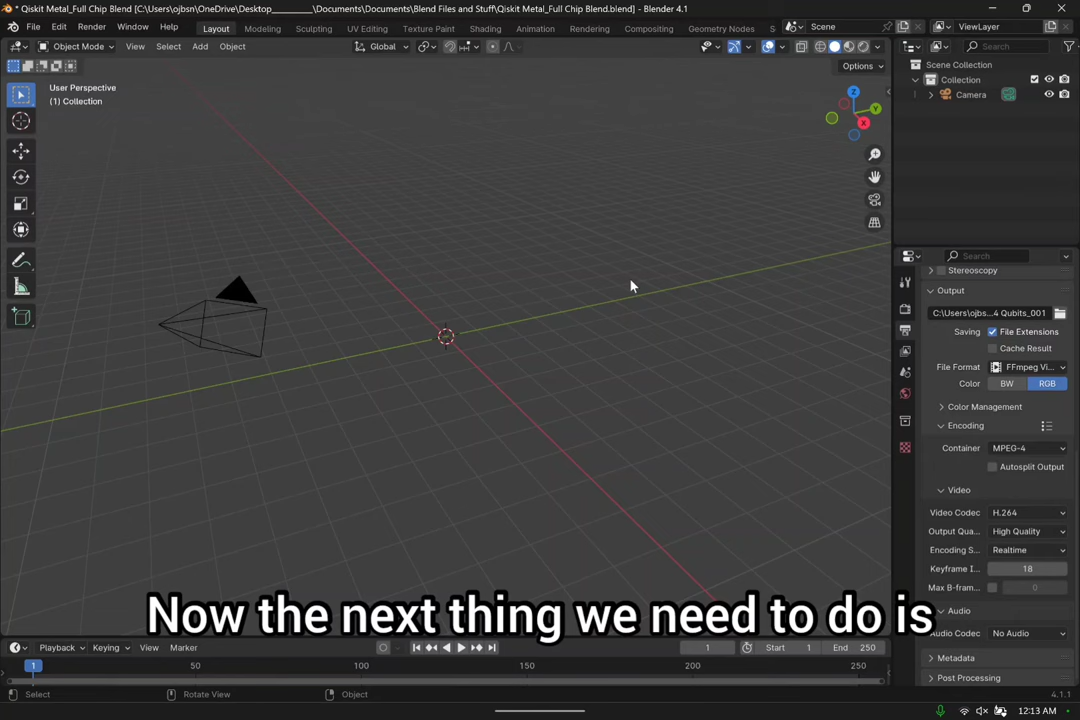 * Qiskit Metal_Full Chip Blend [C:\Users\ojbsn\OneDrive\Desktop_________\Documents\Documents\Blend Files and Stuff\Qiskit Metal_Full Chip Blend.blend] - Blender 4.1
File Edit Render Window Help Layout Modeling Sculpting UV Editing Texture Paint Shading Animation Rendering Compositing Geometry Nodes Scene ViewLayer
Object Mode View Select Add Object Global Search
Options
Scene Collection
Collection
Camera
User Perspective
(1) Collection
Z
Y
X
Search
Stereoscopy
Output
C:\Users\ojbs...4 Qubits_001
Saving File Extensions
Cache Result
File Format FFmpeg Vi...
Color BW RGB
Color Management
Encoding
Container MPEG-4
Autosplit Output
Video
Video Codec H.264
Output Qua... High Quality
Encoding S... Realtime
Keyframe I... 18
Max B-fram... 0
Audio
Audio Codec No Audio
Metadata
Post Processing
Now the next thing we need to do is
Playback Keying View Marker 1 Start 1 End 250
1 50 100 150 200 250
Select Rotate View Object 4.1.1
12:13 AM